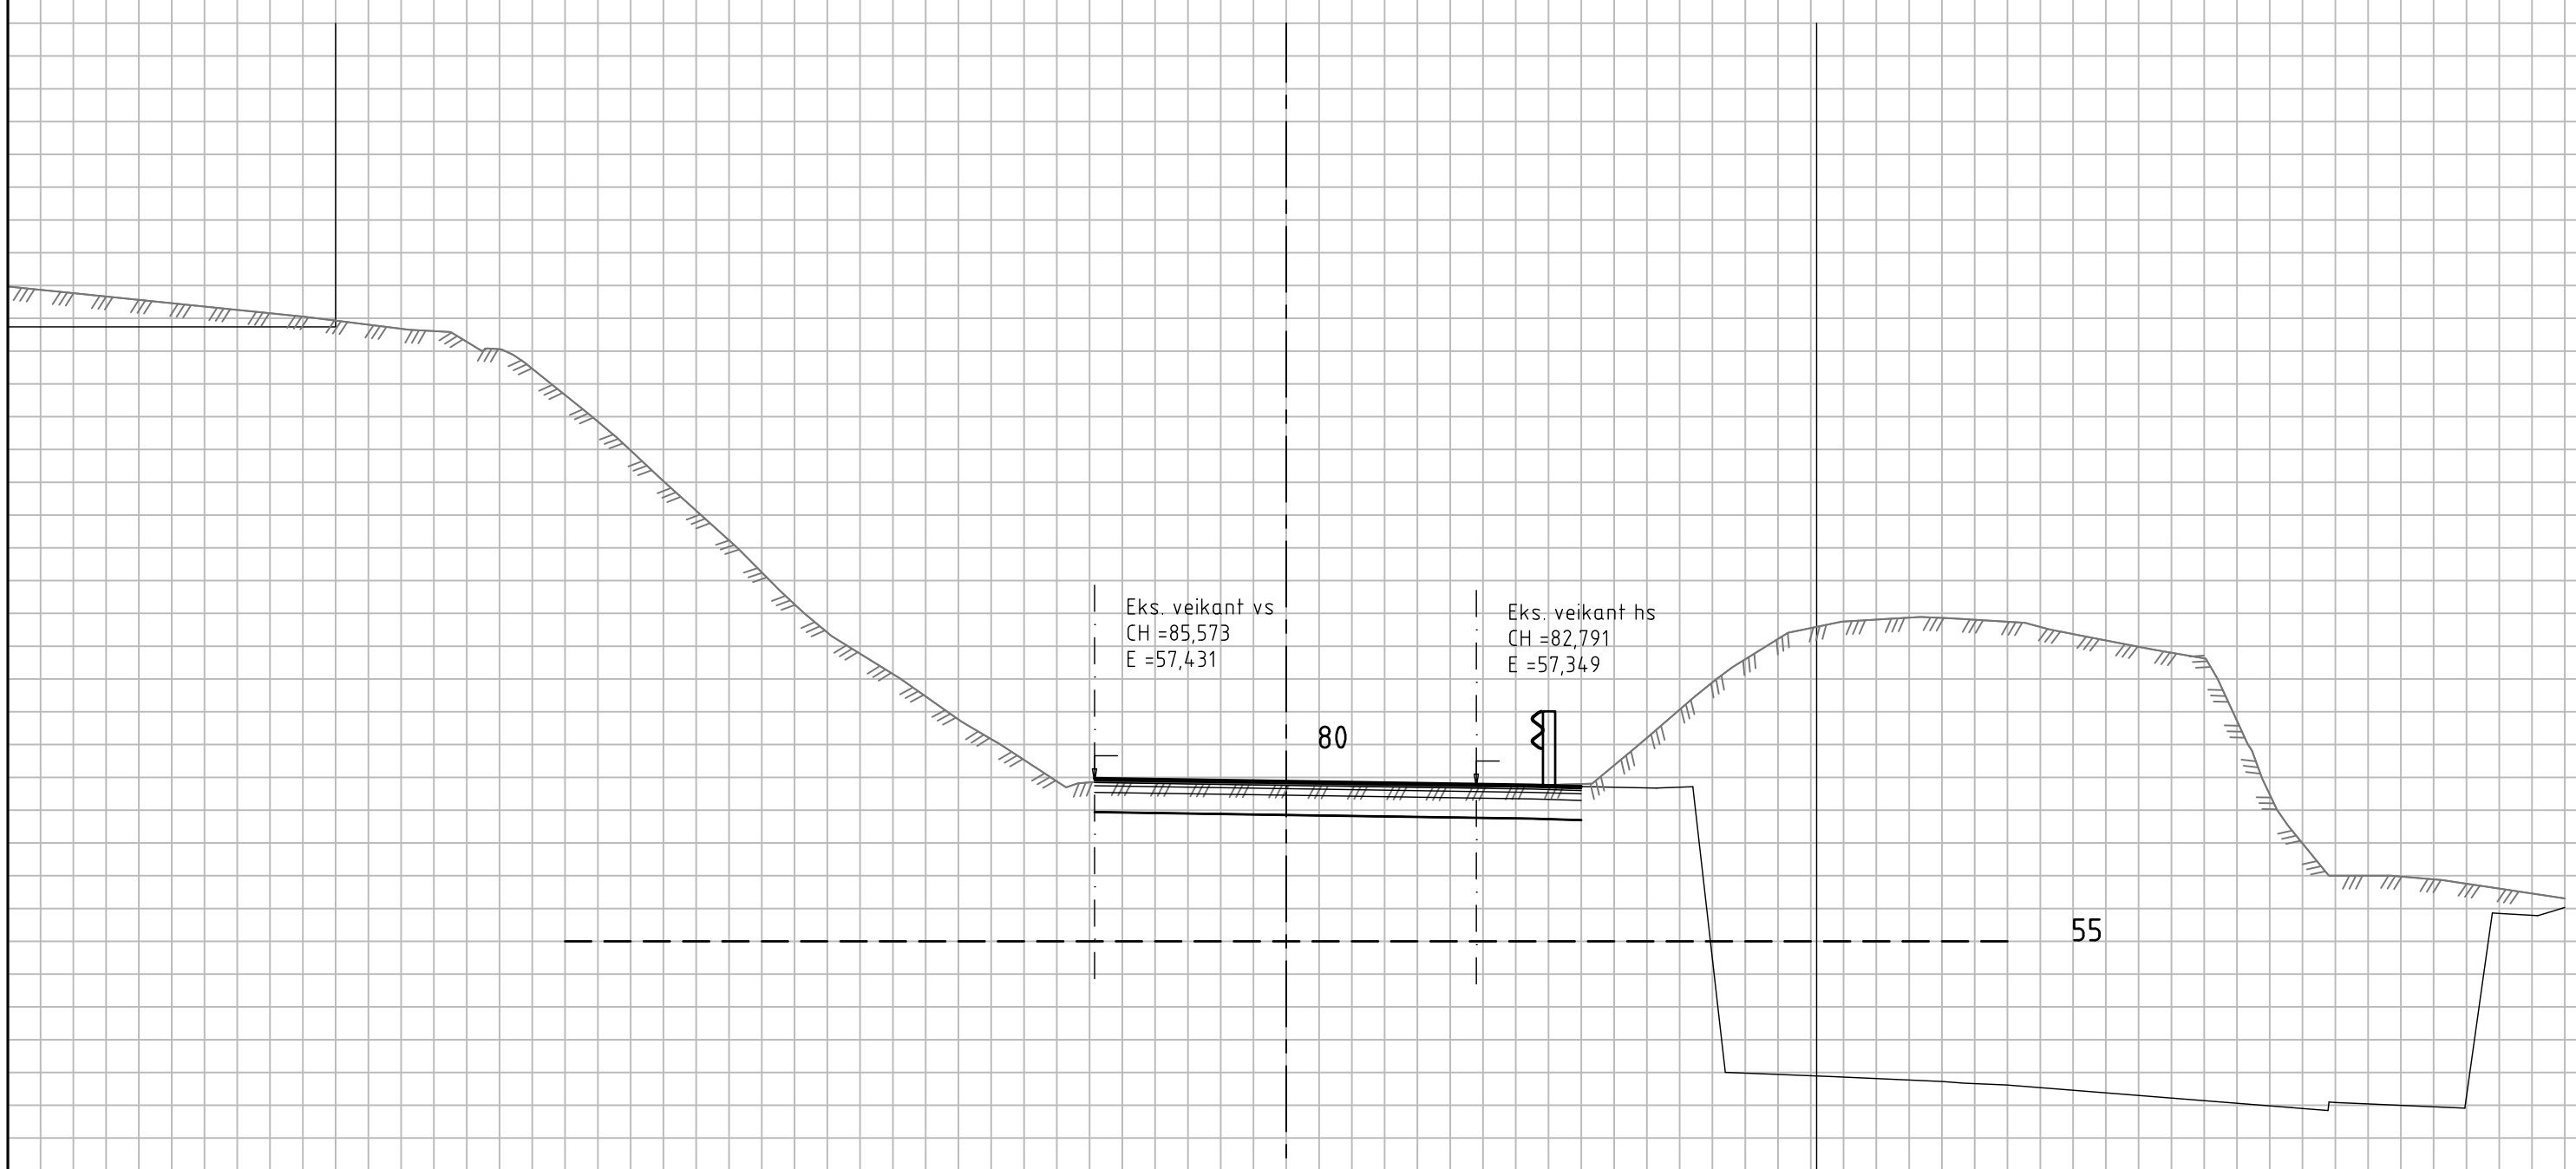 Eks. veikant vs
CH =85,573
E =57,431
Eks. veikant hs
CH =82,791
E =57,349
80
55